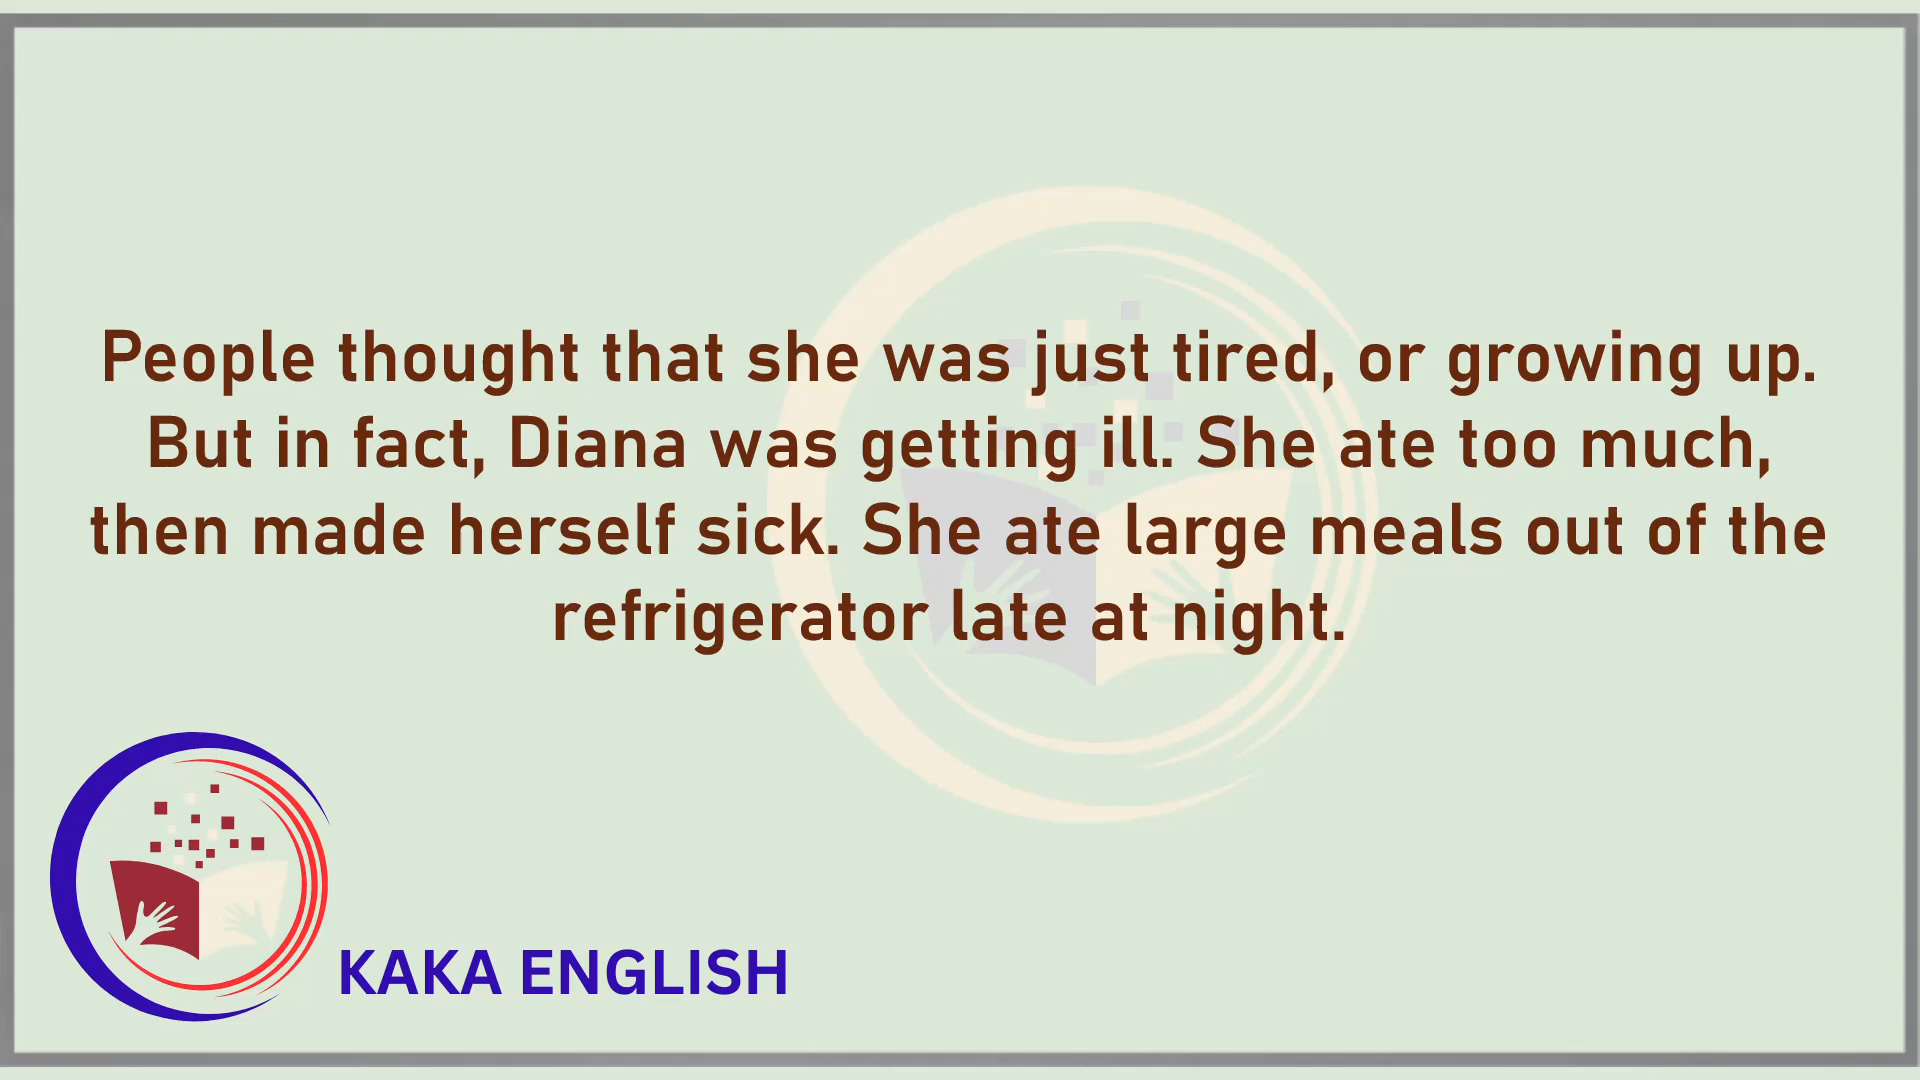 People thought that she was just tired, or growing up.
But in fact, Diana was getting ill. She ate too much,
then made herself sick. She ate large meals out of the
refrigerator late at night.
KAKA ENGLISH